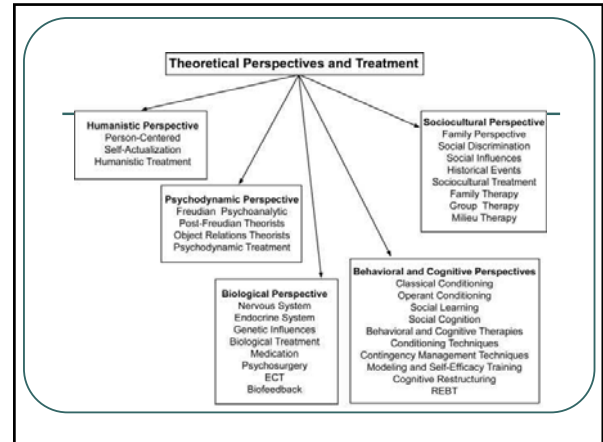 Theoretical Perspectives and Treatment
Humanistic Perspective
Person-Centered
Self-Actualization
Humanistic Treatment
Psychodynamic Perspective
Freudian Psychoanalytic
Post-Freudian Theorists
Object Relations Theorists
Psychodynamic Treatment
Biological Perspective
Nervous System
Endocrine System
Genetic Influences
Biological Treatment
Medication
Psychosurgery
ECT
Biofeedback
Behavioral and Cognitive Perspectives
Classical Conditioning
Operant Conditioning
Social Learning
Social Cognition
Behavioral and Cognitive Therapies
Conditioning Techniques
Contingency Management Techniques
Modeling and Self-Efficacy Training
Cognitive Restructuring
REBT
Sociocultural Perspective
Family Perspective
Social Discrimination
Social Influences
Historical Events
Sociocultural Treatment
Family Therapy
Group Therapy
Milieu Therapy